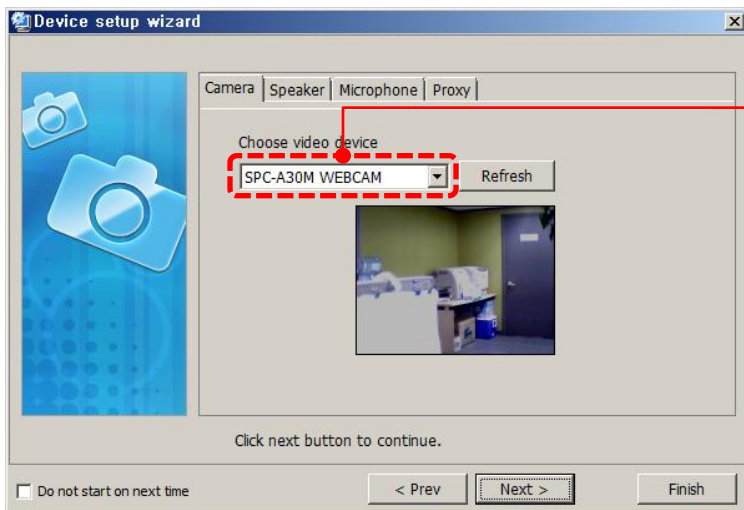 Device setup wizard
Camera Speaker Microphone Proxy
Choose video device
SPC-A30M WEBCAM Refresh
Click next button to continue.
Do not start on next time < Prev Next > Finish